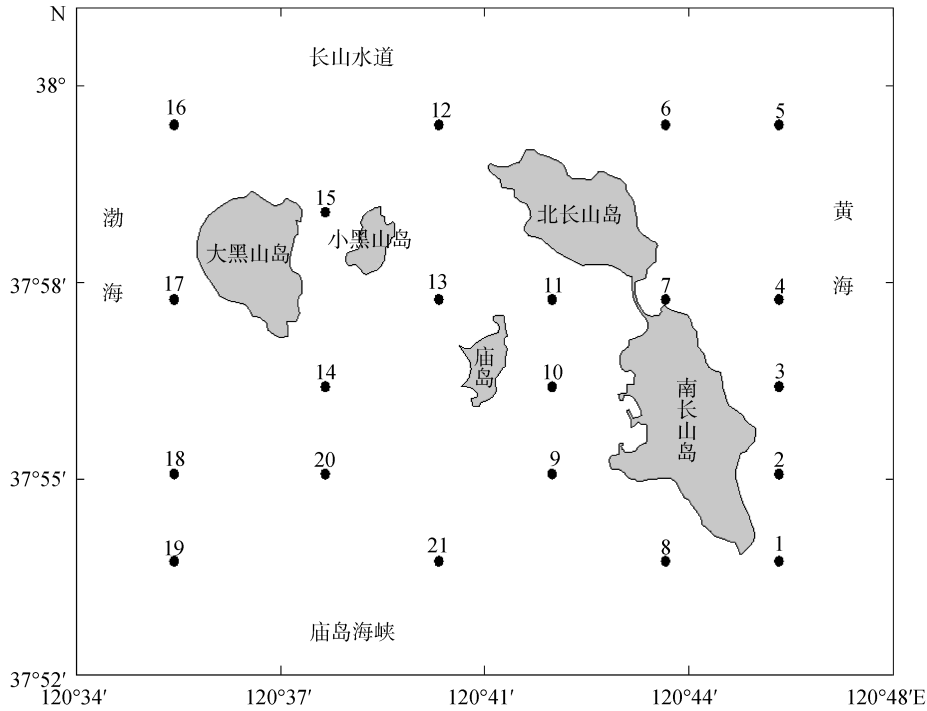 N
长山水道
38°
16
12
6
5
15
渤
海
黄
海
北长山岛
小黑山岛
大黑山岛
37°58′
17
13
11
7
4
庙
岛
14
10
3
南
长
山
岛
37°55′
18
20
9
2
19
21
8
1
庙岛海峡
37°52′
120°34′
120°37′
120°41′
120°44′
120°48′E